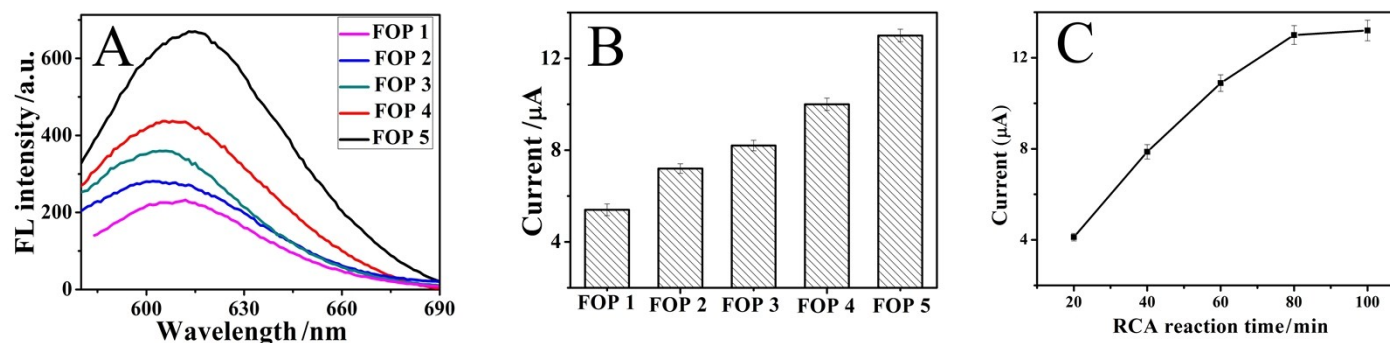 A
FL intensity /a.u.
600
400
200
0
600
630
660
690
Wavelength /nm
FOP 1
FOP 2
FOP 3
FOP 4
FOP 5
B
Current /μA
12
8
4
FOP 1
FOP 2
FOP 3
FOP 4
FOP 5
C
Current (μA)
12
8
4
20
40
60
80
100
RCA reaction time/min